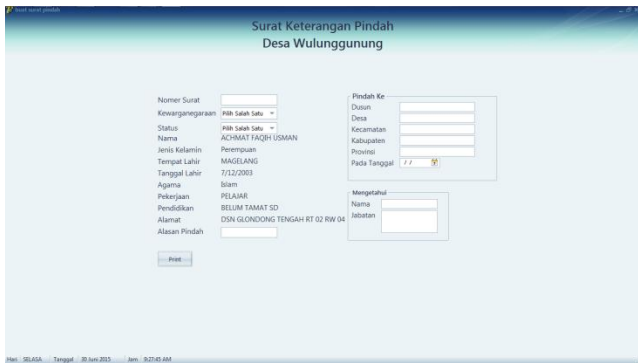 buat surat pindah
Surat Keterangan Pindah
Desa Wulunggunung
Nomer Surat
Kewarganegaraan Pilih Salah Satu
Status Pilih Salah Satu
Nama ACHMAT FAQIH USMAN
Jenis Kelamin Perempuan
Tempat Lahir MAGELANG
Tanggal Lahir 7/12/2003
Agama Islam
Pekerjaan PELAJAR
Pendidikan BELUM TAMAT SD
Alamat DSN GLONDONG TENGAH RT 02 RW 04
Alasan Pindah
Print
Pindah Ke
Dusun
Desa
Kecamatan
Kabupaten
Provinsi
Pada Tanggal / /
Mengetahui
Nama
Jabatan
Hari SELASA Tanggal 30 Juni 2015 Jam 9:27:45 AM